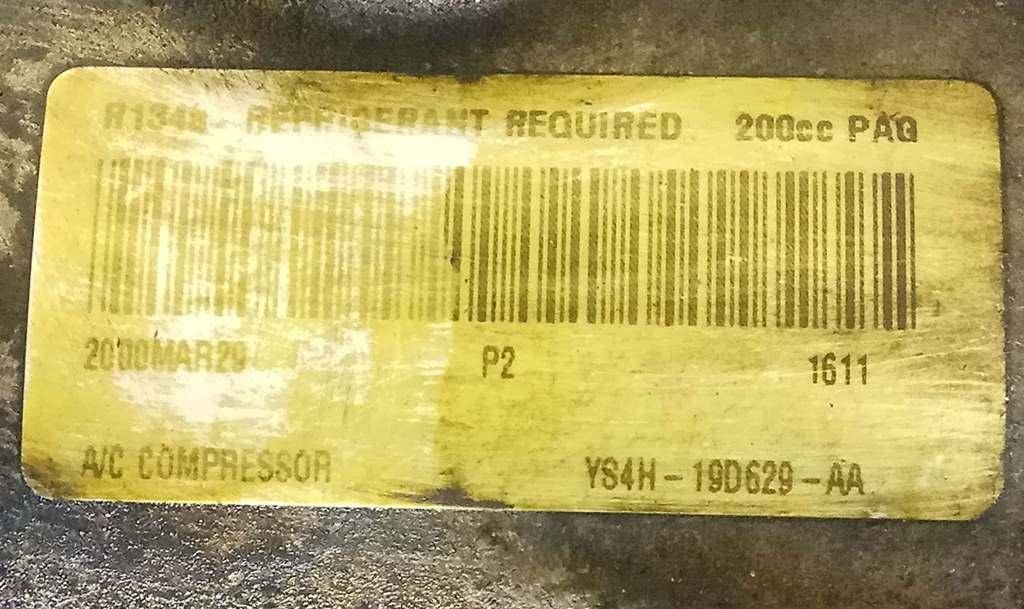 R134a REFRIGERANT REQUIRED 200cc PAG
2000MAR29 P2 1611
A/C COMPRESSOR YS4H-19D629-AA